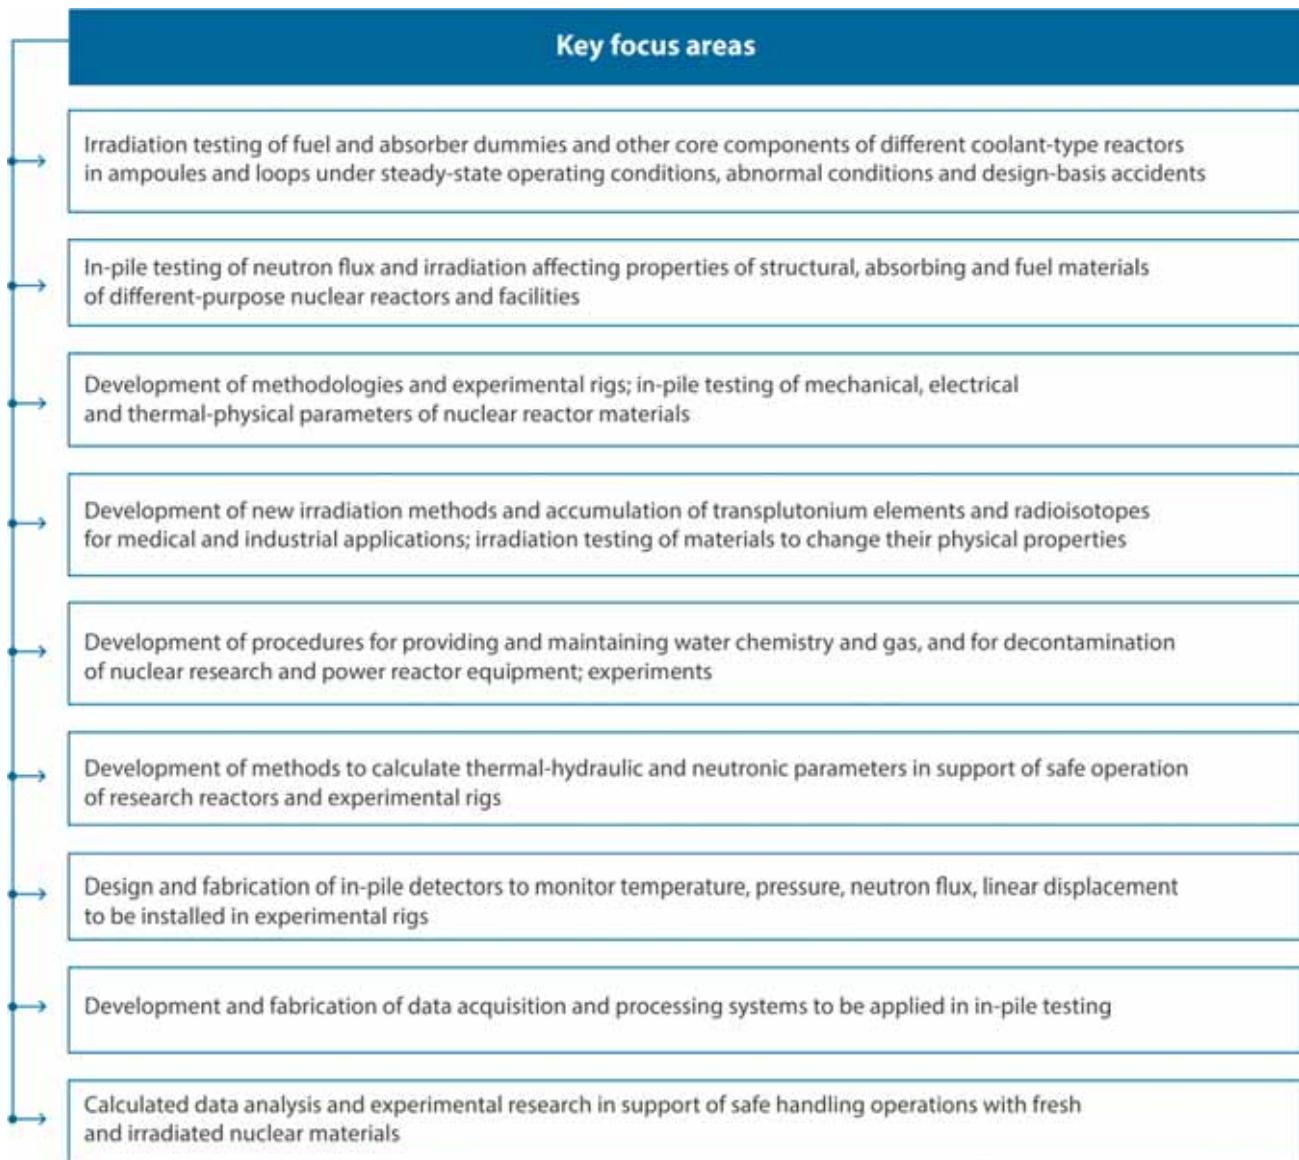 Key focus areas
Irradiation testing of fuel and absorber dummies and other core components of different coolant-type reactors
in ampoules and loops under steady-state operating conditions, abnormal conditions and design-basis accidents
In-pile testing of neutron flux and irradiation affecting properties of structural, absorbing and fuel materials
of different-purpose nuclear reactors and facilities
Development of methodologies and experimental rigs; in-pile testing of mechanical, electrical
and thermal-physical parameters of nuclear reactor materials
Development of new irradiation methods and accumulation of transplutonium elements and radioisotopes
for medical and industrial applications; irradiation testing of materials to change their physical properties
Development of procedures for providing and maintaining water chemistry and gas, and for decontamination
of nuclear research and power reactor equipment; experiments
Development of methods to calculate thermal-hydraulic and neutronic parameters in support of safe operation
of research reactors and experimental rigs
Design and fabrication of in-pile detectors to monitor temperature, pressure, neutron flux, linear displacement
to be installed in experimental rigs
Development and fabrication of data acquisition and processing systems to be applied in in-pile testing
Calculated data analysis and experimental research in support of safe handling operations with fresh
and irradiated nuclear materials